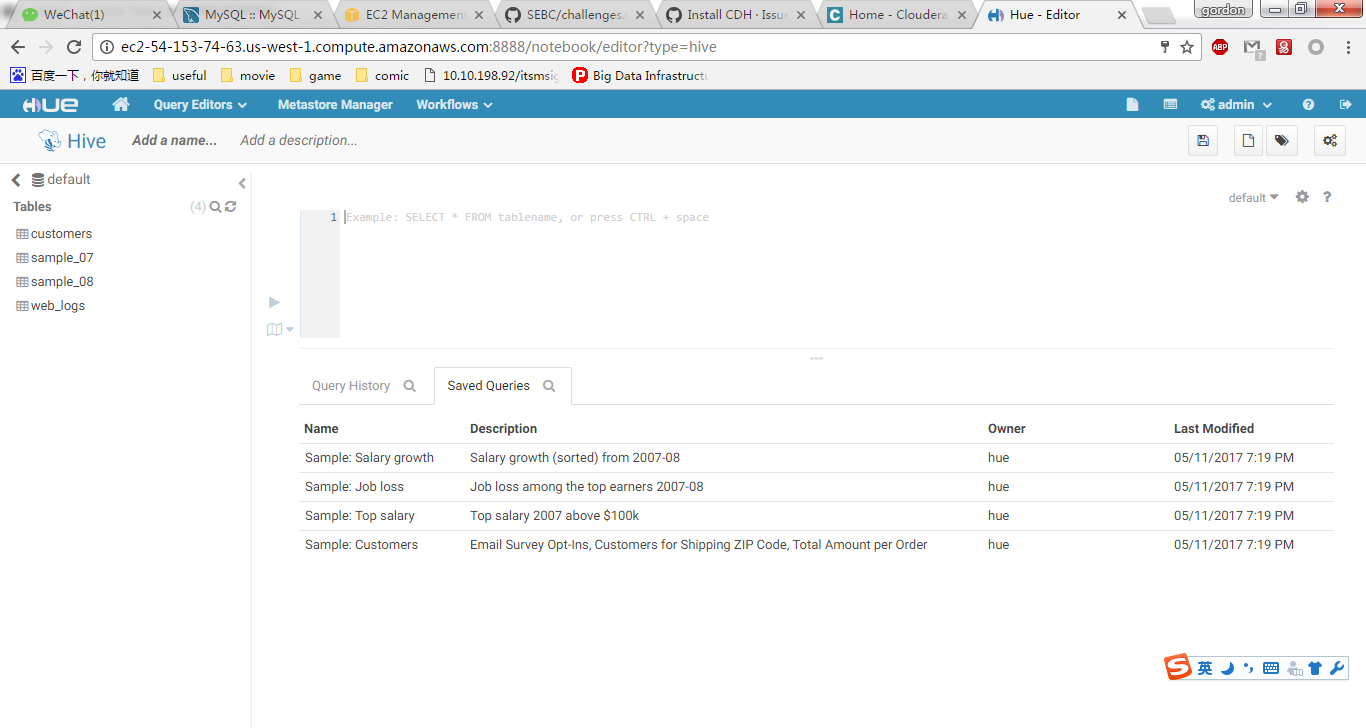 WeChat(1)
MySQL :: MySQL
EC2 Management
SEBC/challenges.
Install CDH · Issue
Home - Cloudera
Hue - Editor
gordon
ec2-54-153-74-63.us-west-1.compute.amazonaws.com:8888/notebook/editor?type=hive
ABP
百度一下，你就知道
useful
movie
game
comic
10.10.198.92/itsmsig
Big Data Infrastructu
HUE
Query Editors
Metastore Manager
Workflows
admin
Hive
Add a name...
Add a description...
default
Tables
(4)
customers
sample_07
sample_08
web_logs
default
?
1
Example: SELECT * FROM tablename, or press CTRL + space
Query History
Saved Queries
Name Description Owner Last Modified
Sample: Salary growth Salary growth (sorted) from 2007-08 hue 05/11/2017 7:19 PM
Sample: Job loss Job loss among the top earners 2007-08 hue 05/11/2017 7:19 PM
Sample: Top salary Top salary 2007 above $100k hue 05/11/2017 7:19 PM
Sample: Customers Email Survey Opt-Ins, Customers for Shipping ZIP Code, Total Amount per Order hue 05/11/2017 7:19 PM
S 英